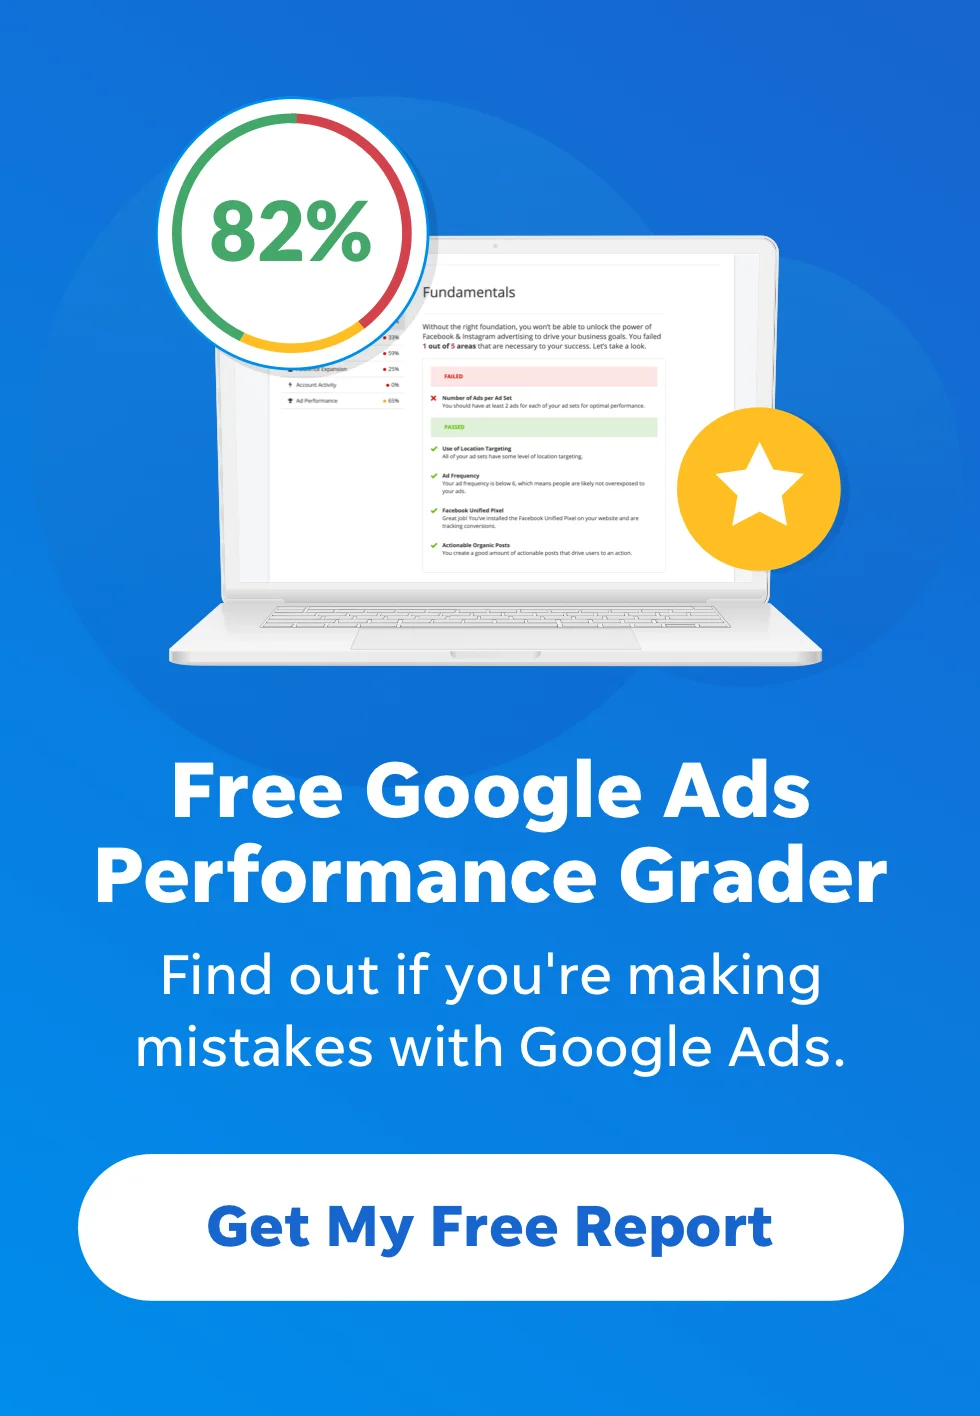 82%
Fundamentals
Without the right foundation, you won't be able to unlock the power of
Facebook & Instagram advertising to drive your business goals. You failed
1 out of 5 areas that are necessary to your success. Let's take a look.
33%
59%
Expansion
25%
Account Activity
0%
Ad Performance
65%
FAILED
Number of Ads per Ad Set
You should have at least 2 ads for each of your ad sets for optimal performance.
PASSED
Use of Location Targeting
All of your ad sets have some level of location targeting.
Ad Frequency
Your ad frequency is below 6, which means people are likely not overexposed to
your ads.
Facebook Unified Pixel
Great job! You've installed the Facebook Unified Pixel on your website and are
tracking conversions.
Actionable Organic Posts
You create a good amount of actionable posts that drive users to an action.
Free Google Ads
Performance Grader
Find out if you're making
mistakes with Google Ads.
Get My Free Report